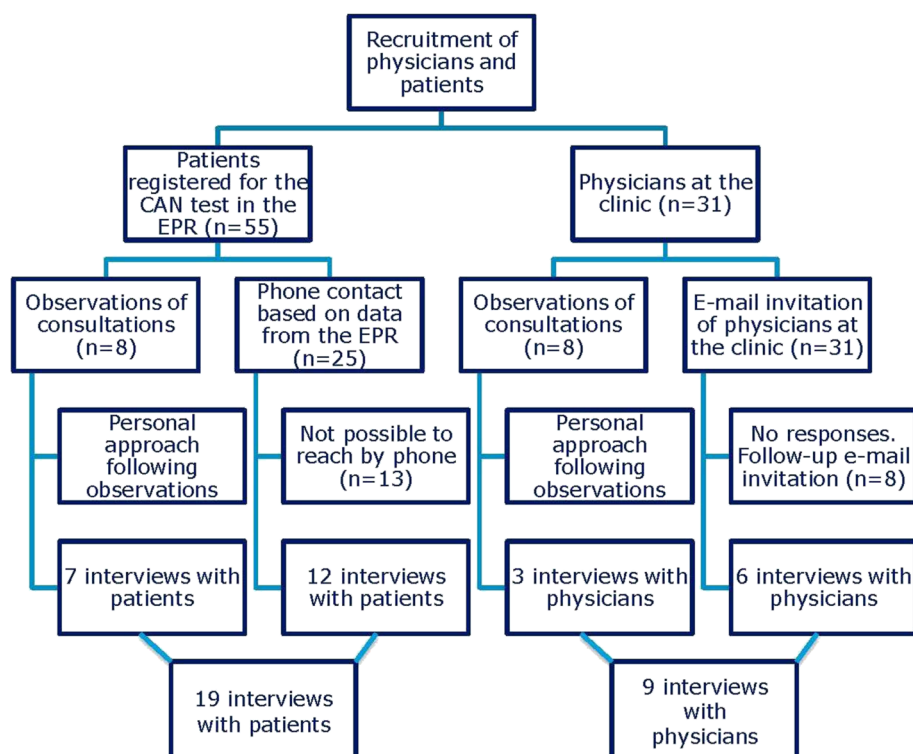 Recruitment of
physicians and
patients
Patients
registered for the
CAN test in the
EPR (n=55)
Physicians at the
clinic (n=31)
Observations of
consultations
(n=8)
Phone contact
based on data
from the EPR
(n=25)
Observations of
consultations
(n=8)
E-mail invitation
of physicians at
the clinic (n=31)
Personal
approach
following
observations
Not possible to
reach by phone
(n=13)
Personal
approach
following
observations
No responses.
Follow-up e-mail
invitation (n=8)
7 interviews with
patients
12 interviews
with patients
3 interviews with
physicians
6 interviews with
physicians
19 interviews
with patients
9 interviews
with
physicians